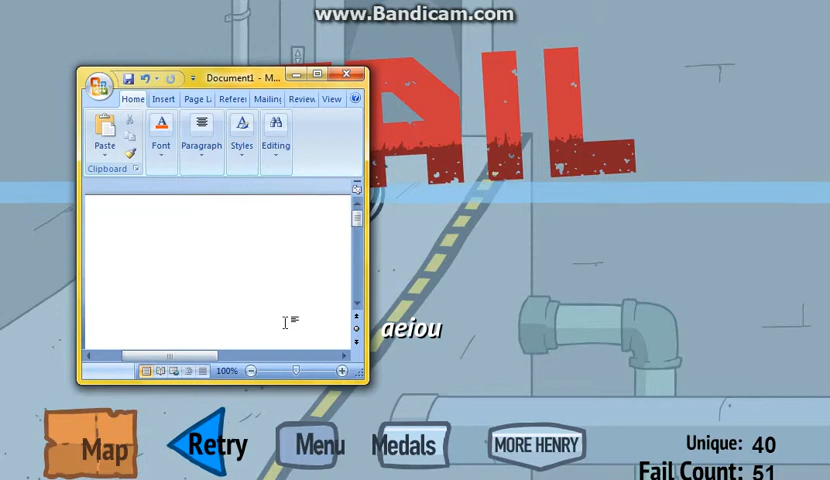 www.Bandicam.com
Document1 - M...
Home Insert Page L Referen Mailing Review View
Paste Font Paragraph Styles Editing
Clipboard
AIL
aeiou
100%
Map Retry Menu Medals MORE HENRY
Unique: 40
Fail Count: 51